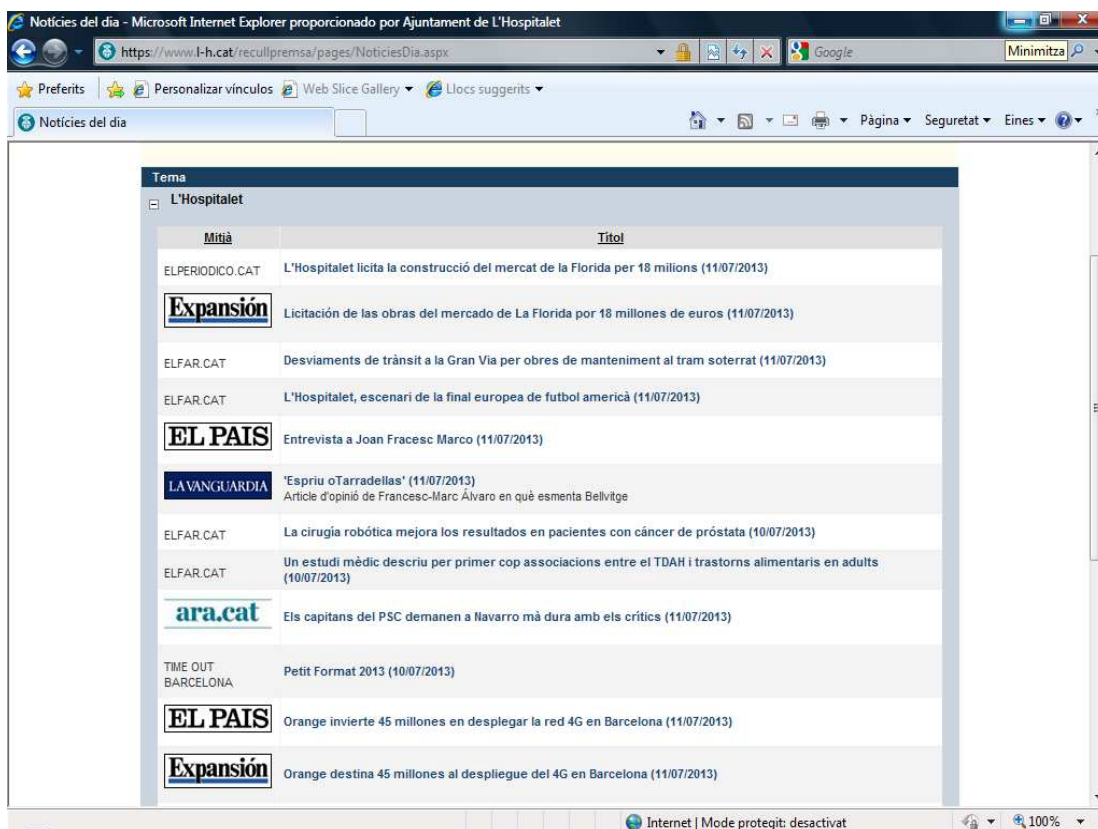 Notícies del dia - Microsoft Internet Explorer proporcionado por Ajuntament de L'Hospitalet
https://www.l-h.cat/recullpremsa/pages/NoticiesDia.aspx
Google
Minimitza
Preferits
Personalizar vínculos
Web Slice Gallery
Llocs suggerits
Notícies del dia
Pàgina
Seguretat
Eines
Tema
L'Hospitalet
Mitjà
Títol
ELPERIODICO.CAT
L'Hospitalet licita la construcció del mercat de la Florida per 18 milions (11/07/2013)
Expansión
Licitación de las obras del mercado de La Florida por 18 millones de euros (11/07/2013)
ELFAR.CAT
Desviaments de trànsit a la Gran Via per obres de manteniment al tram soterrat (11/07/2013)
ELFAR.CAT
L'Hospitalet, escenari de la final europea de futbol americà (11/07/2013)
EL PAIS
Entrevista a Joan Fracesc Marco (11/07/2013)
LA VANGUARDIA
'Espriu oTarradellas' (11/07/2013)
Article d'opinió de Francesc-Marc Álvaro en què esmenta Bellvitge
ELFAR.CAT
La cirugía robótica mejora los resultados en pacientes con cáncer de próstata (10/07/2013)
ELFAR.CAT
Un estudi mèdic descriu per primer cop associacions entre el TDAH i trastorns alimentaris en adults
(10/07/2013)
ara.cat
Els capitans del PSC demanen a Navarro mà dura amb els crítics (11/07/2013)
TIME OUT
BARCELONA
Petit Format 2013 (10/07/2013)
EL PAIS
Orange invierte 45 millones en desplegar la red 4G en Barcelona (11/07/2013)
Expansión
Orange destina 45 millones al despliegue del 4G en Barcelona (11/07/2013)
Internet | Mode protegit: desactivat
100%